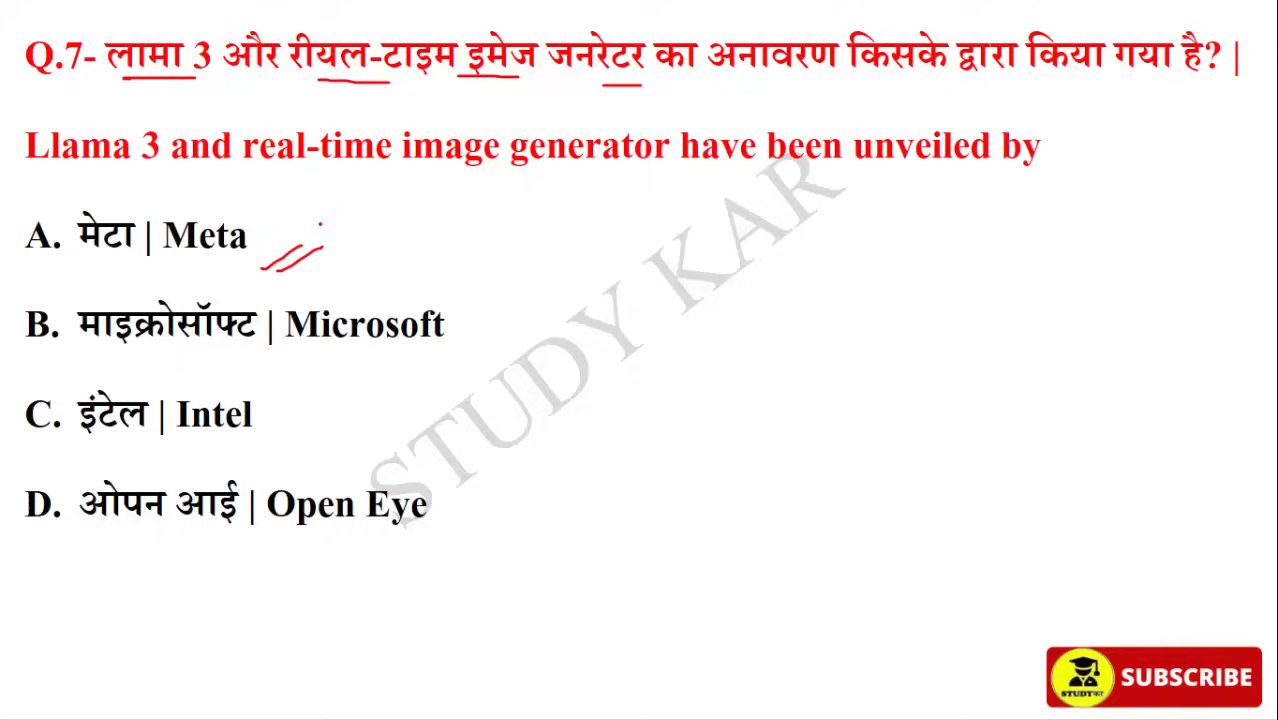 Q.7- लामा 3 और रीयल-टाइम इमेज जनरेटर का अनावरण किसके द्वारा किया गया है? |
Llama 3 and real-time image generator have been unveiled by
A. मेटा | Meta
B. माइक्रोसॉफ्ट | Microsoft
C. इंटेल | Intel
D. ओपन आई | Open Eye
STUDY KAR
STUDYकर
SUBSCRIBE